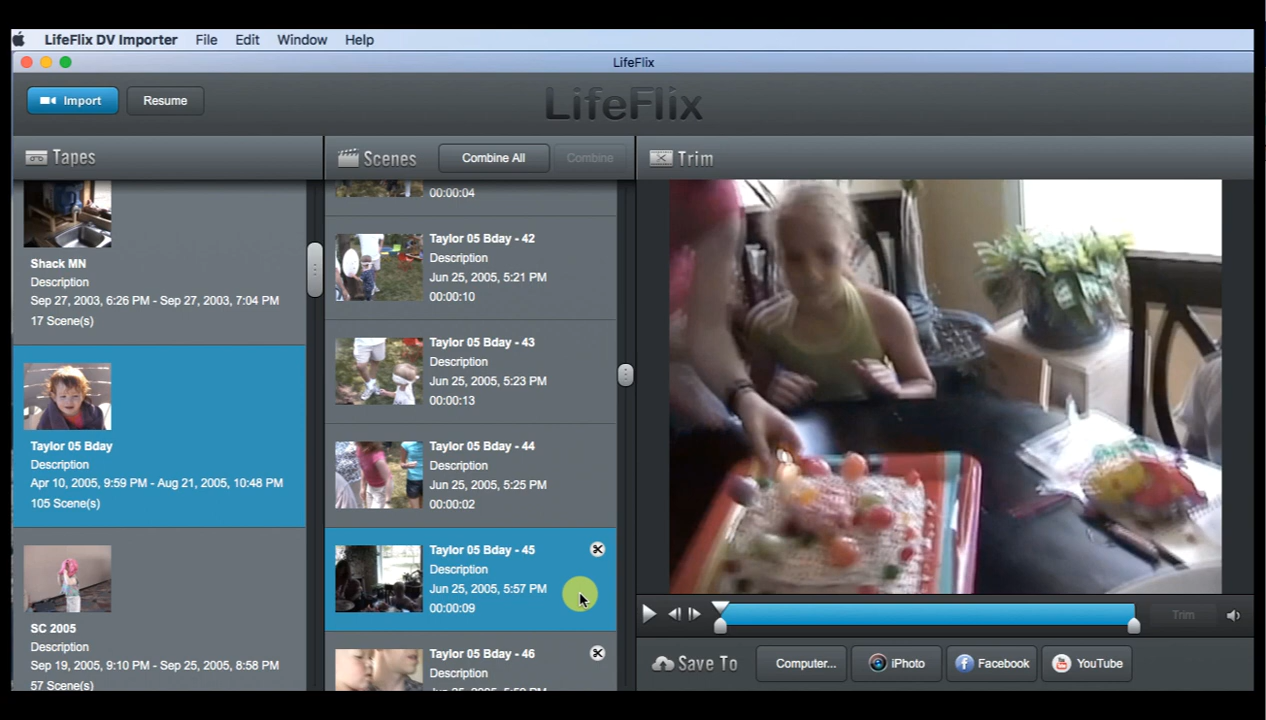 LifeFlix DV Importer File Edit Window Help
LifeFlix
Import Resume LifeFlix
Tapes
Shack MN
Description
Sep 27, 2003, 6:26 PM - Sep 27, 2003, 7:04 PM
17 Scene(s)
Taylor 05 Bday
Description
Apr 10, 2005, 9:59 PM - Aug 21, 2005, 10:48 PM
105 Scene(s)
SC 2005
Description
Sep 19, 2005, 9:10 PM - Sep 25, 2005, 8:58 PM
57 Scene(s)
Scenes Combine All Combine
00:00:04
Taylor 05 Bday - 42
Description
Jun 25, 2005, 5:21 PM
00:00:10
Taylor 05 Bday - 43
Description
Jun 25, 2005, 5:23 PM
00:00:13
Taylor 05 Bday - 44
Description
Jun 25, 2005, 5:25 PM
00:00:02
Taylor 05 Bday - 45
Description
Jun 25, 2005, 5:57 PM
00:00:09
Taylor 05 Bday - 46
Description
Trim
Trim
Save To Computer... iPhoto Facebook YouTube